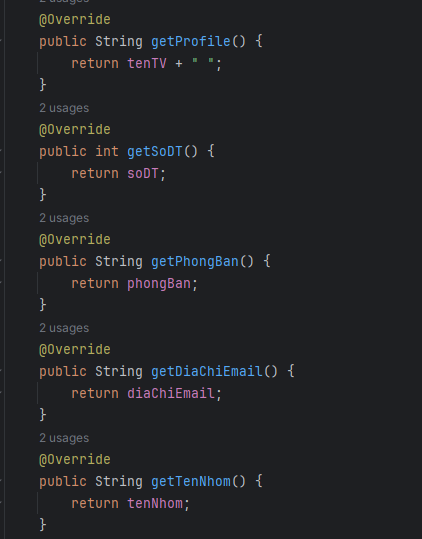 2 usages
@Override
public String getProfile() {
    return tenTV + " ";
}
2 usages
@Override
public int getSoDT() {
    return soDT;
}
2 usages
@Override
public String getPhongBan() {
    return phongBan;
}
2 usages
@Override
public String getDiaChiEmail() {
    return diaChiEmail;
}
2 usages
@Override
public String getTenNhom() {
    return tenNhom;
}